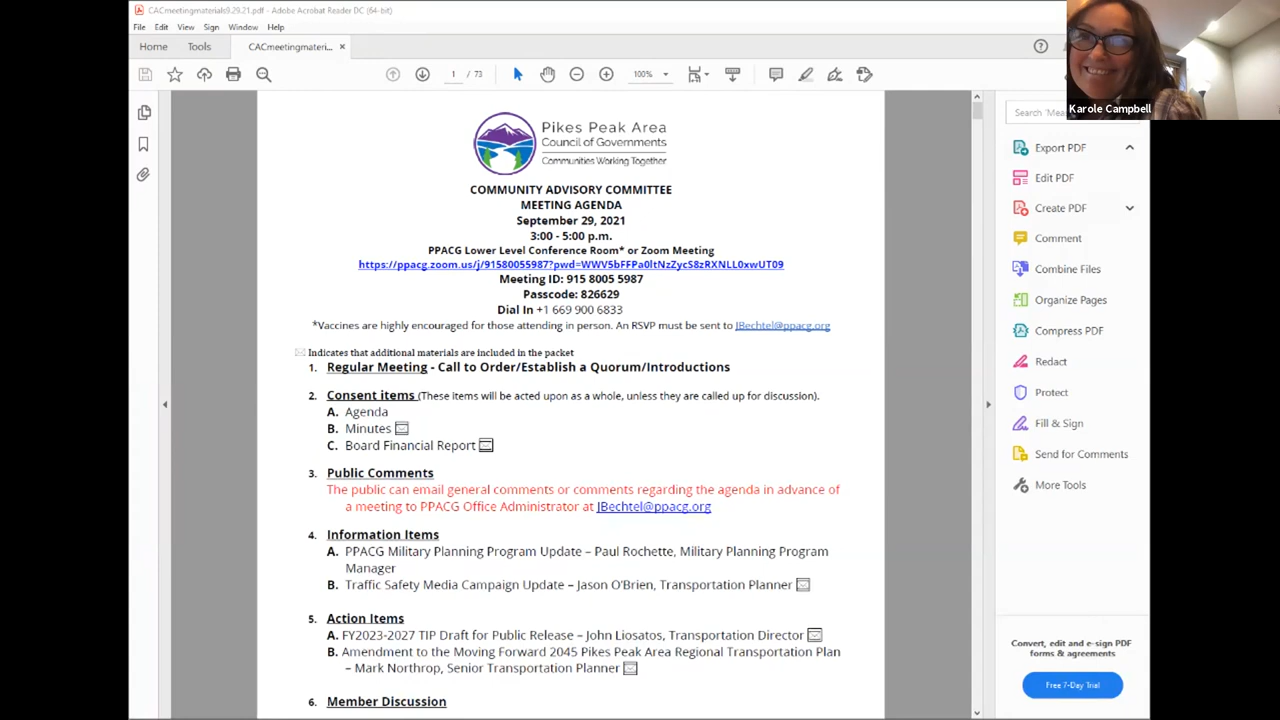 CACmeetingmaterials9.29.21.pdf - Adobe Acrobat Reader DC (64-bit)
File Edit View Sign Window Help
Home Tools CACmeetingmateri... ×
1 / 73 100%
Karole Campbell
Search 'Mea
Pikes Peak Area
Council of Governments
Communities Working Together
COMMUNITY ADVISORY COMMITTEE
MEETING AGENDA
September 29, 2021
3:00 - 5:00 p.m.
PPACG Lower Level Conference Room* or Zoom Meeting
https://ppacg.zoom.us/j/91580055987?pwd=WWV5bFFPa0ltNzZycS8zRXNLL0xwUT09
Meeting ID: 915 8005 5987
Passcode: 826629
Dial In +1 669 900 6833
*Vaccines are highly encouraged for those attending in person. An RSVP must be sent to JBechtel@ppacg.org
Indicates that additional materials are included in the packet
1. Regular Meeting - Call to Order/Establish a Quorum/Introductions
2. Consent items (These items will be acted upon as a whole, unless they are called up for discussion).
A. Agenda
B. Minutes
C. Board Financial Report
3. Public Comments
The public can email general comments or comments regarding the agenda in advance of
a meeting to PPACG Office Administrator at JBechtel@ppacg.org
4. Information Items
A. PPACG Military Planning Program Update – Paul Rochette, Military Planning Program
Manager
B. Traffic Safety Media Campaign Update – Jason O'Brien, Transportation Planner
5. Action Items
A. FY2023-2027 TIP Draft for Public Release – John Liosatos, Transportation Director
B. Amendment to the Moving Forward 2045 Pikes Peak Area Regional Transportation Plan
– Mark Northrop, Senior Transportation Planner
6. Member Discussion
Export PDF
Edit PDF
Create PDF
Comment
Combine Files
Organize Pages
Compress PDF
Redact
Protect
Fill & Sign
Send for Comments
More Tools
Convert, edit and e-sign PDF
forms & agreements
Free 7-Day Trial